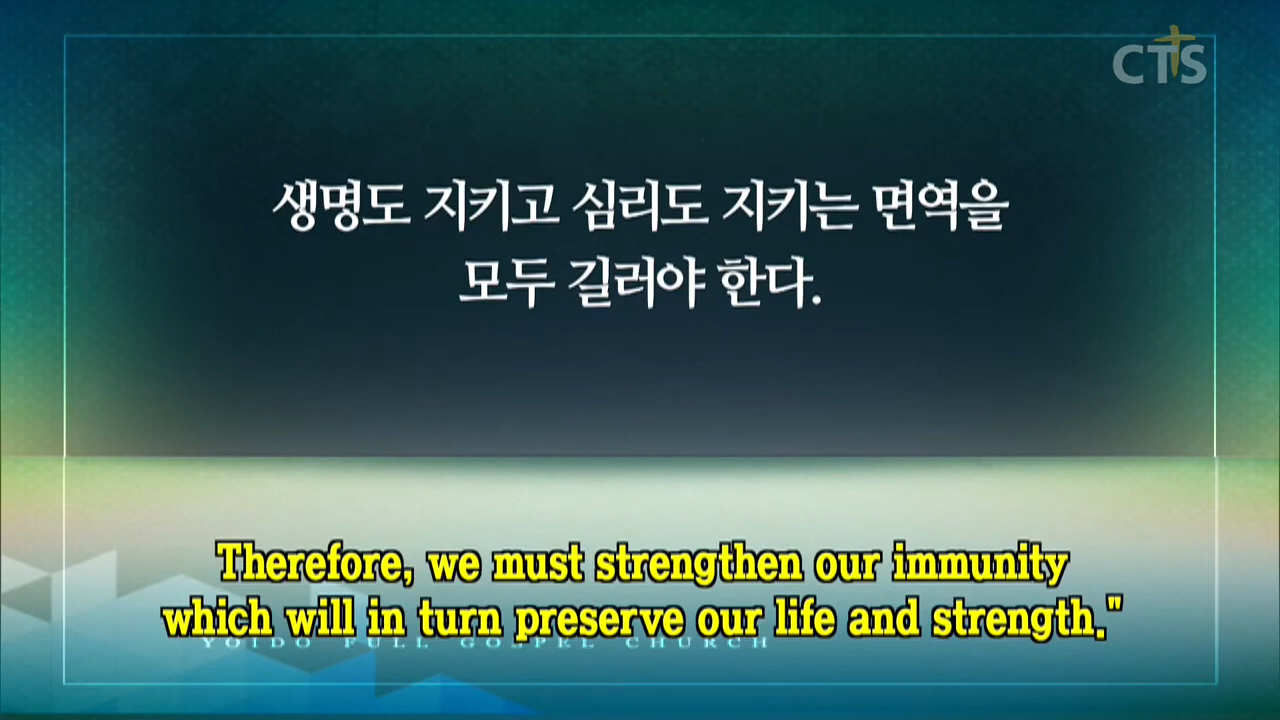 CTS
생명도 지키고 심리도 지키는 면역을
모두 길러야 한다.
Therefore, we must strengthen our immunity
which will in turn preserve our life and strength."
YOIDO FULL GOSPEL CHURCH